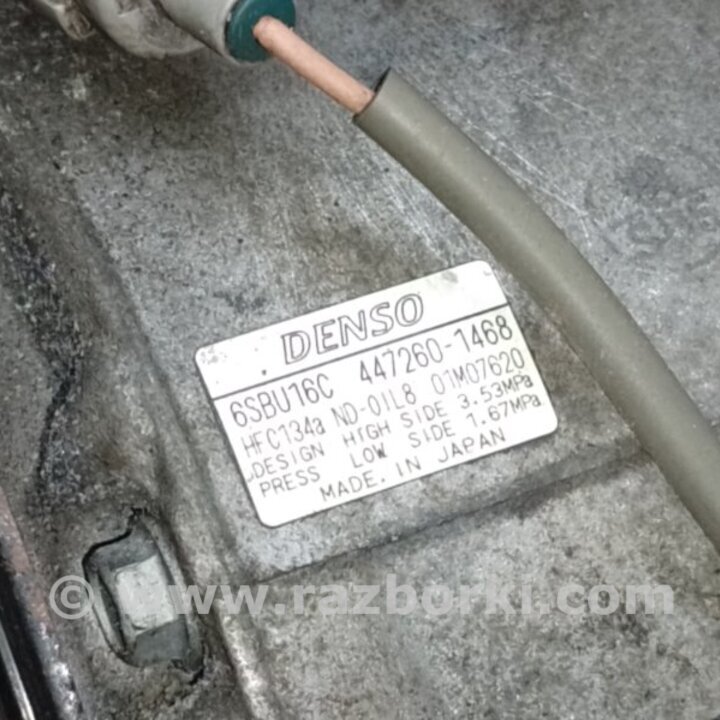 DENSO
6SBU16C 447260-1468
HFC134a ND-OIL8 01M07620
DESIGN HIGH SIDE 3.53MPa
PRESS LOW SIDE 1.67MPa
MADE IN JAPAN
© www.razborki.com